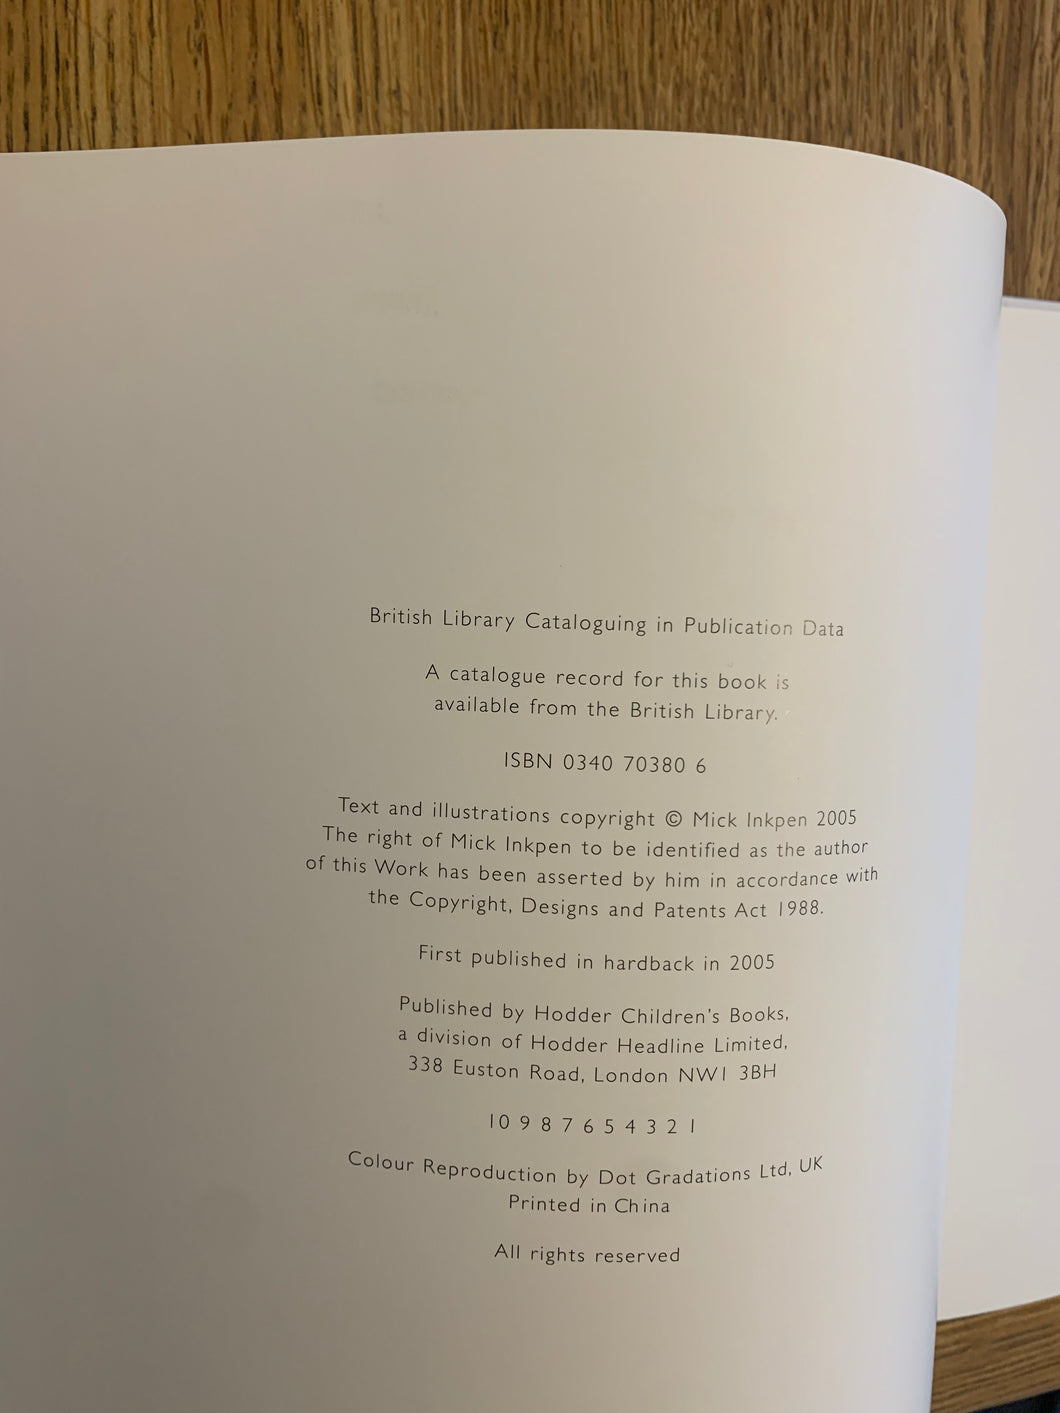 British Library Cataloguing in Publication Data
A catalogue record for this book is
available from the British Library.
ISBN 0340 70380 6
Text and illustrations copyright © Mick Inkpen 2005
The right of Mick Inkpen to be identified as the author
of this Work has been asserted by him in accordance with
the Copyright, Designs and Patents Act 1988.
First published in hardback in 2005
Published by Hodder Children's Books,
a division of Hodder Headline Limited,
338 Euston Road, London NW1 3BH
10 9 8 7 6 5 4 3 2 1
Colour Reproduction by Dot Gradations Ltd, UK
Printed in China
All rights reserved